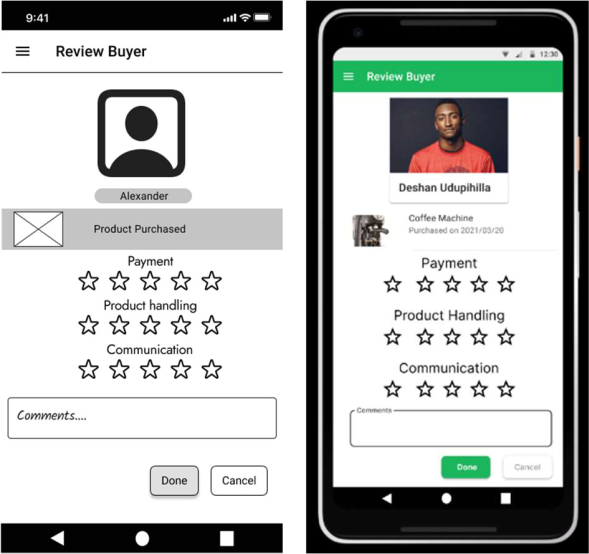 9:41
Review Buyer
Alexander
Product Purchased
Payment
Product handling
Communication
Comments....
Done
Cancel
12:30
Review Buyer
Deshan Udupihilla
Coffee Machine
Purchased on 2021/03/20
Payment
Product Handling
Communication
Comments
Done
Cancel